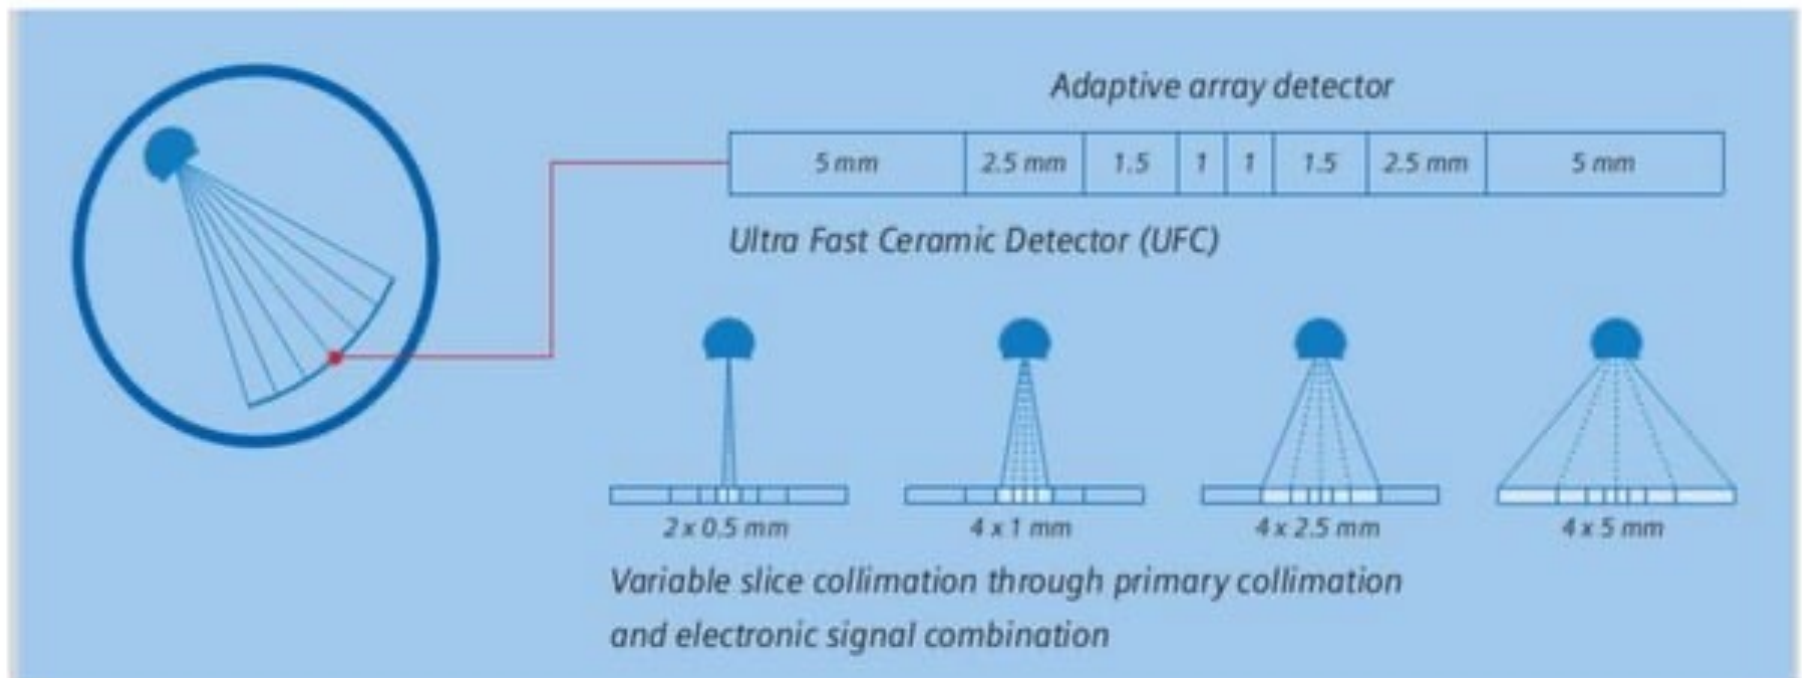 Adaptive array detector
5 mm 2.5 mm 1.5 1 1 1.5 2.5 mm 5 mm
Ultra Fast Ceramic Detector (UFC)
2 x 0.5 mm 4 x 1 mm 4 x 2.5 mm 4 x 5 mm
Variable slice collimation through primary collimation
and electronic signal combination